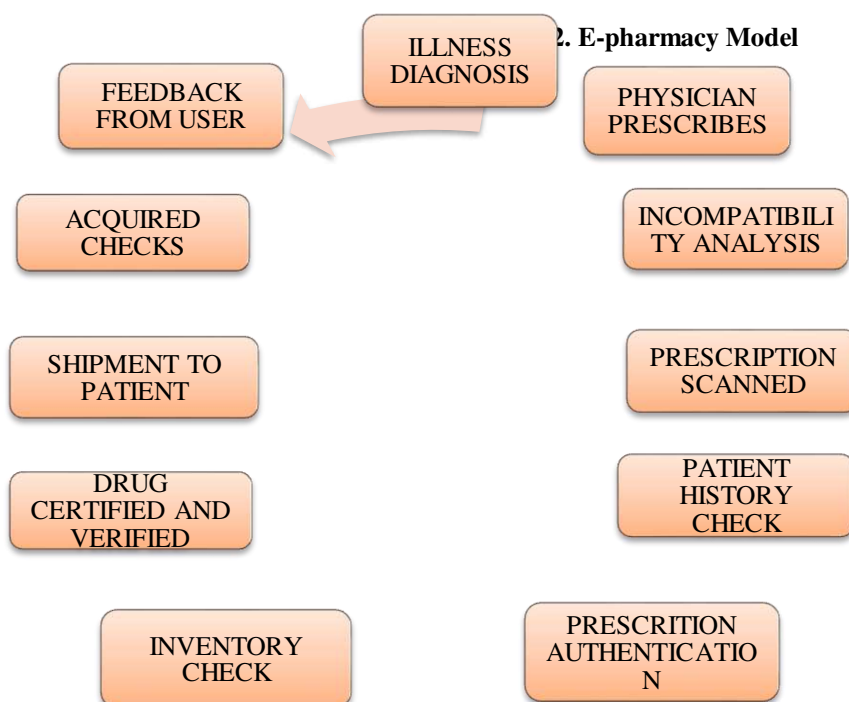 2. E-pharmacy Model
ILLNESS
DIAGNOSIS
PHYSICIAN
PRESCRIBES
INCOMPATIBILI
TY ANALYSIS
PRESCRIPTION
SCANNED
PATIENT
HISTORY
CHECK
PRESCRITION
AUTHENTICATIO
N
INVENTORY
CHECK
DRUG
CERTIFIED AND
VERIFIED
SHIPMENT TO
PATIENT
ACQUIRED
CHECKS
FEEDBACK
FROM USER